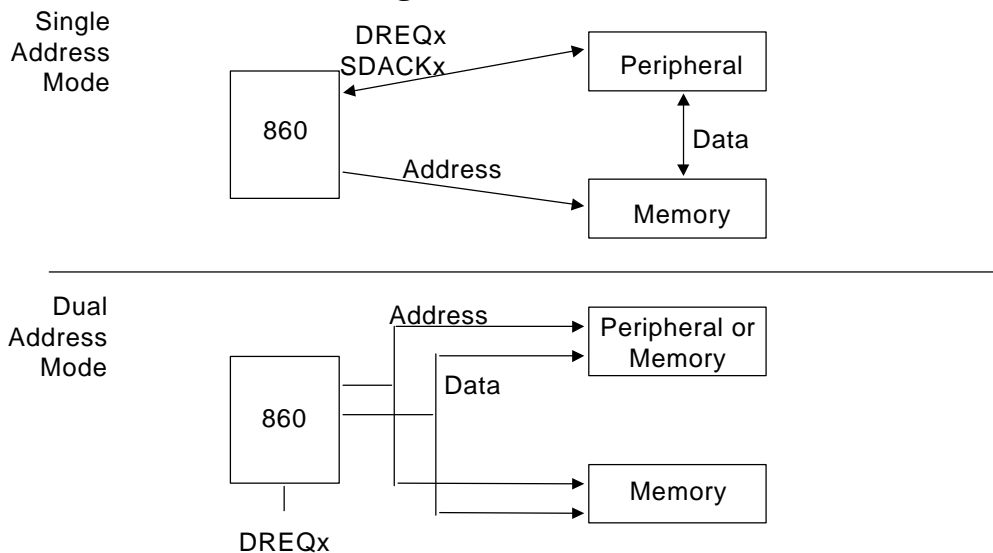 Single
Address
Mode
DREQx
SDACKx
Peripheral
860
Data
Address
Memory
Dual
Address
Mode
Address
Peripheral or
Memory
Data
860
Memory
DREQx